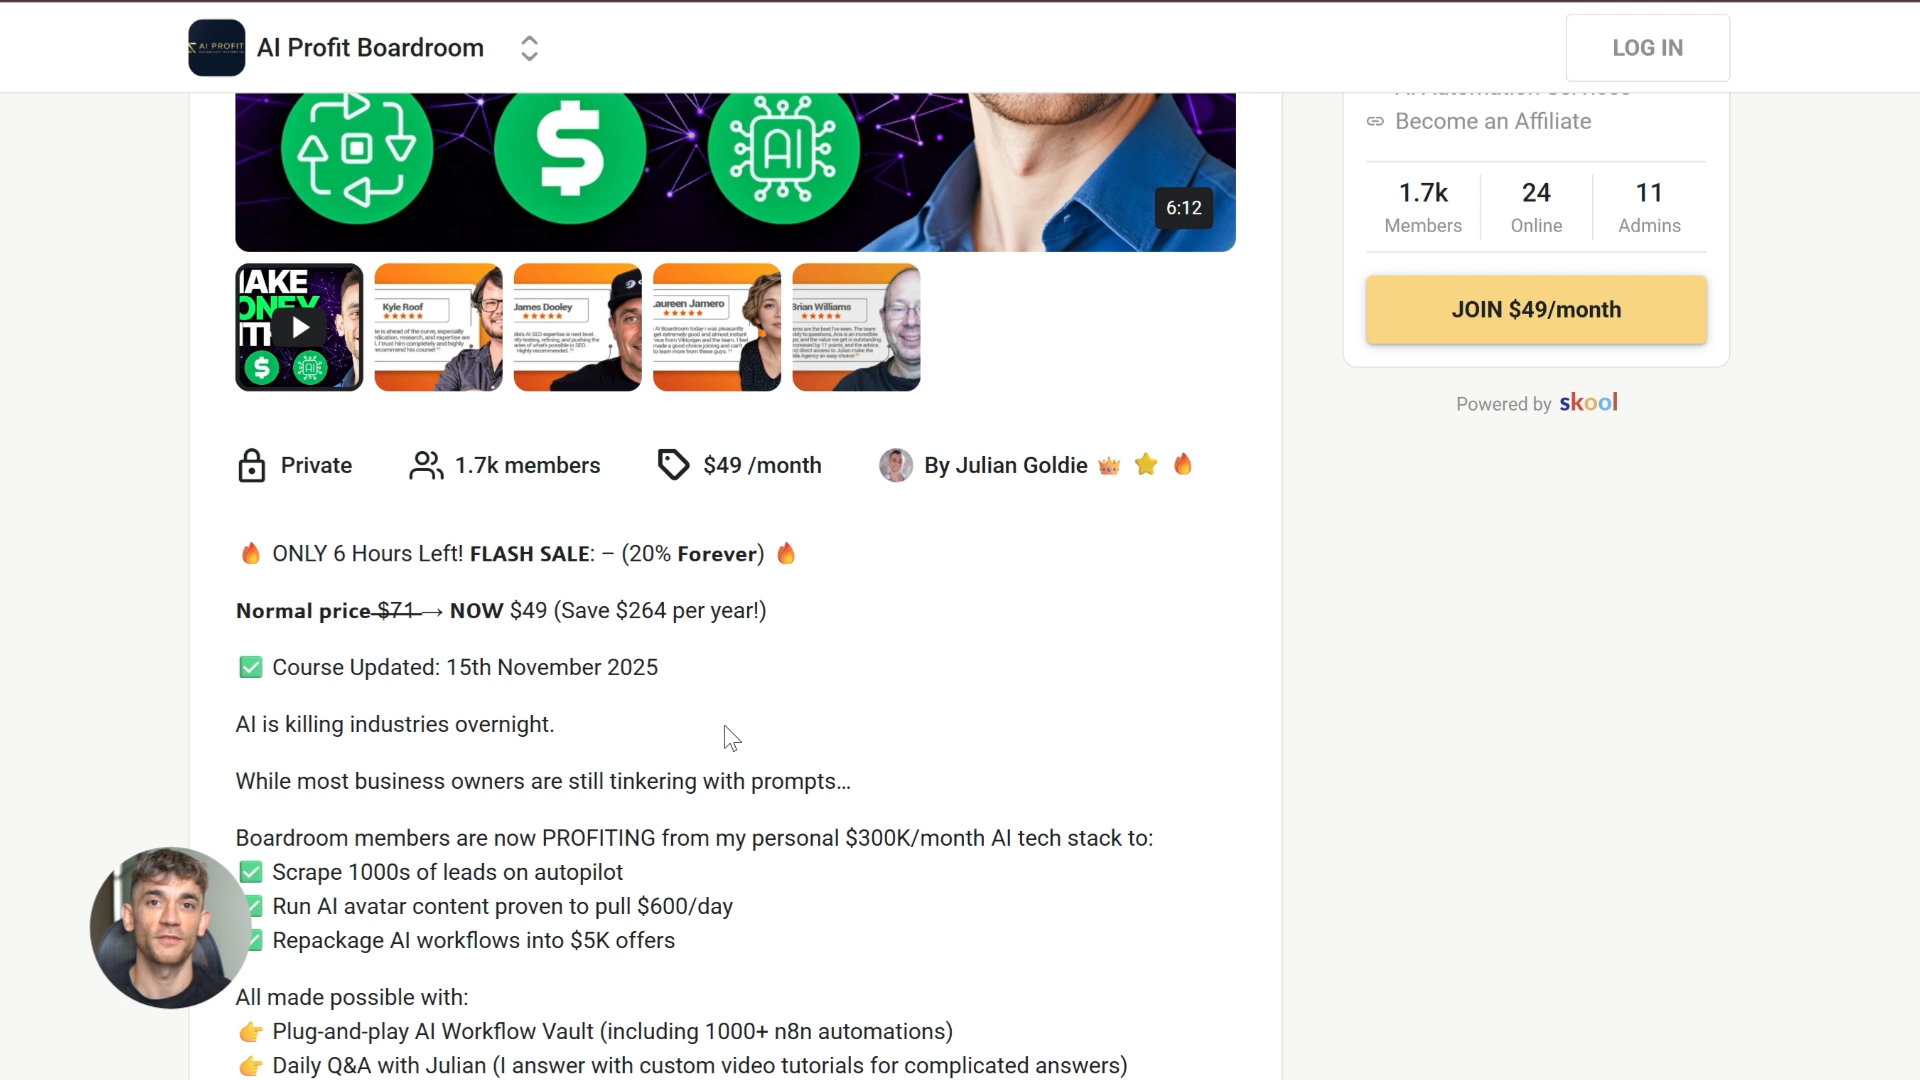 AI PROFIT
AI Profit Boardroom
LOG IN
AI
6:12
Become an Affiliate
1.7k
Members
24
Online
11
Admins
JOIN $49/month
Powered by skool
Kyle Roof
James Dooley
Laureen Jamero
Brian Williams
Private
1.7k members
$49 /month
By Julian Goldie 👑 ⭐ 🔥
🔥 ONLY 6 Hours Left! FLASH SALE: – (20% Forever) 🔥
Normal price $71 → NOW $49 (Save $264 per year!)
✅ Course Updated: 15th November 2025
AI is killing industries overnight.
While most business owners are still tinkering with prompts…
Boardroom members are now PROFITING from my personal $300K/month AI tech stack to:
✅ Scrape 1000s of leads on autopilot
✅ Run AI avatar content proven to pull $600/day
✅ Repackage AI workflows into $5K offers
All made possible with:
👉 Plug-and-play AI Workflow Vault (including 1000+ n8n automations)
👉 Daily Q&A with Julian (I answer with custom video tutorials for complicated answers)